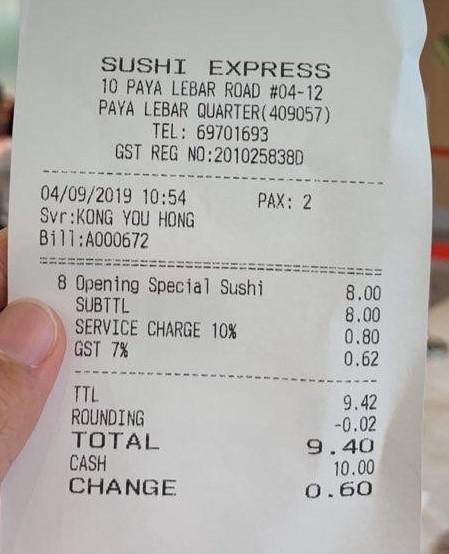 SUSHI EXPRESS
10 PAYA LEBAR ROAD #04-12
PAYA LEBAR QUARTER(409057)
TEL: 69701693
GST REG NO:201025838D
04/09/2019 10:54 PAX: 2
Svr:KONG YOU HONG
Bill:A000672
8 Opening Special Sushi 8.00
SUBTTL 8.00
SERVICE CHARGE 10% 0.80
GST 7% 0.62
TTL 9.42
ROUNDING -0.02
TOTAL 9.40
CASH 10.00
CHANGE 0.60